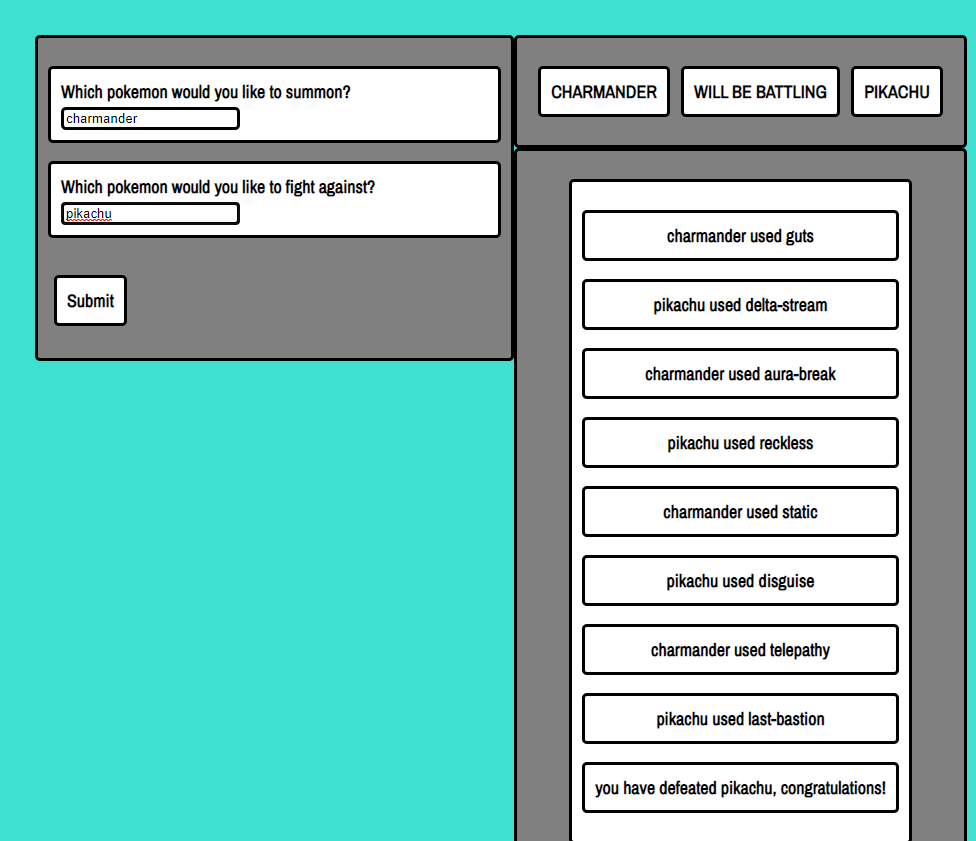 Which pokemon would you like to summon?
charmander
Which pokemon would you like to fight against?
pikachu
Submit
CHARMANDER
WILL BE BATTLING
PIKACHU
charmander used guts
pikachu used delta-stream
charmander used aura-break
pikachu used reckless
charmander used static
pikachu used disguise
charmander used telepathy
pikachu used last-bastion
you have defeated pikachu, congratulations!